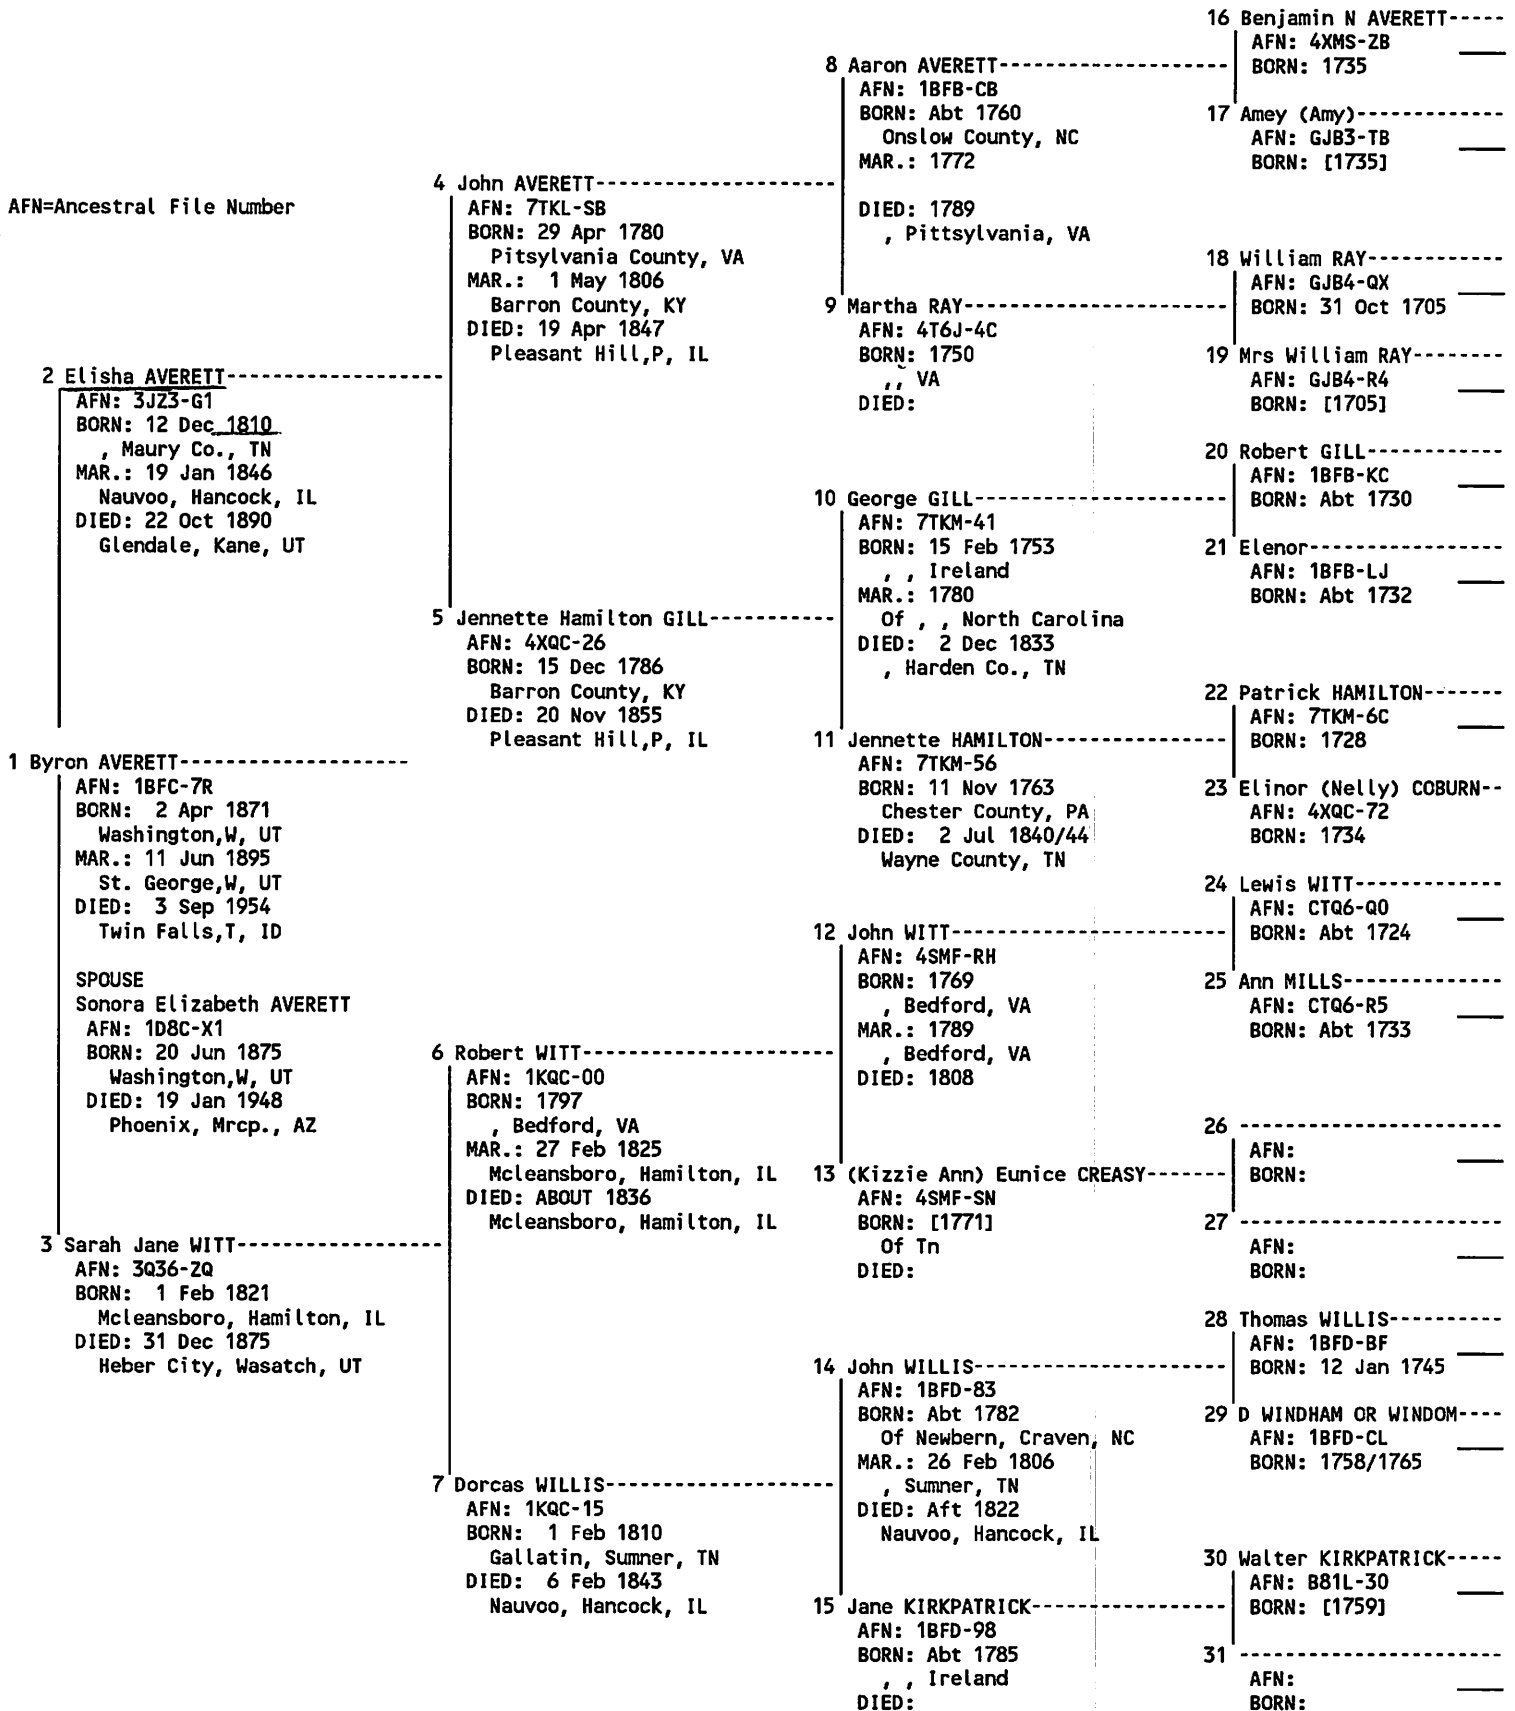 AFN=Ancestral File Number
1 Byron AVERETT-------------------
AFN: 1BFC-7R
BORN: 2 Apr 1871
Washington,W, UT
MAR.: 11 Jun 1895
St. George,W, UT
DIED: 3 Sep 1954
Twin Falls,T, ID
SPOUSE
Sonora Elizabeth AVERETT
AFN: 1D8C-X1
BORN: 20 Jun 1875
Washington,W, UT
DIED: 19 Jan 1948
Phoenix, Mrcp., AZ
2 Elisha AVERETT------------------
AFN: 3JZ3-G1
BORN: 12 Dec 1810
, Maury Co., TN
MAR.: 19 Jan 1846
Nauvoo, Hancock, IL
DIED: 22 Oct 1890
Glendale, Kane, UT
3 Sarah Jane WITT-----------------
AFN: 3Q36-ZQ
BORN: 1 Feb 1821
Mcleansboro, Hamilton, IL
DIED: 31 Dec 1875
Heber City, Wasatch, UT
4 John AVERETT--------------------
AFN: 7TKL-SB
BORN: 29 Apr 1780
Pitsylvania County, VA
MAR.: 1 May 1806
Barron County, KY
DIED: 19 Apr 1847
Pleasant Hill,P, IL
5 Jennette Hamilton GILL-----------
AFN: 4XQC-26
BORN: 15 Dec 1786
Barron County, KY
DIED: 20 Nov 1855
Pleasant Hill,P, IL
6 Robert WITT---------------------
AFN: 1KQC-00
BORN: 1797
, Bedford, VA
MAR.: 27 Feb 1825
Mcleansboro, Hamilton, IL
DIED: ABOUT 1836
Mcleansboro, Hamilton, IL
7 Dorcas WILLIS-------------------
AFN: 1KQC-15
BORN: 1 Feb 1810
Gallatin, Sumner, TN
DIED: 6 Feb 1843
Nauvoo, Hancock, IL
8 Aaron AVERETT-------------------
AFN: 1BFB-CB
BORN: Abt 1760
Onslow County, NC
MAR.: 1772
DIED: 1789
, Pittsylvania, VA
9 Martha RAY----------------------
AFN: 4T6J-4C
BORN: 1750
,, VA
DIED:
10 George GILL---------------------
AFN: 7TKM-41
BORN: 15 Feb 1753
, , Ireland
MAR.: 1780
Of , , North Carolina
DIED: 2 Dec 1833
, Harden Co., TN
11 Jennette HAMILTON---------------
AFN: 7TKM-56
BORN: 11 Nov 1763
Chester County, PA
DIED: 2 Jul 1840/44
Wayne County, TN
12 John WITT-----------------------
AFN: 4SMF-RH
BORN: 1769
, Bedford, VA
MAR.: 1789
, Bedford, VA
DIED: 1808
13 (Kizzie Ann) Eunice CREASY-------
AFN: 4SMF-SN
BORN: [1771]
Of Tn
DIED:
14 John WILLIS---------------------
AFN: 1BFD-83
BORN: Abt 1782
Of Newbern, Craven, NC
MAR.: 26 Feb 1806
, Sumner, TN
DIED: Aft 1822
Nauvoo, Hancock, IL
15 Jane KIRKPATRICK----------------
AFN: 1BFD-98
BORN: Abt 1785
, , Ireland
DIED:
16 Benjamin N AVERETT-----
AFN: 4XMS-ZB
BORN: 1735
17 Amey (Amy)-------------
AFN: GJB3-TB
BORN: [1735]
18 William RAY------------
AFN: GJB4-QX
BORN: 31 Oct 1705
19 Mrs William RAY--------
AFN: GJB4-R4
BORN: [1705]
20 Robert GILL------------
AFN: 1BFB-KC
BORN: Abt 1730
21 Elenor-----------------
AFN: 1BFB-LJ
BORN: Abt 1732
22 Patrick HAMILTON-------
AFN: 7TKM-6C
BORN: 1728
23 Elinor (Nelly) COBURN--
AFN: 4XQC-72
BORN: 1734
24 Lewis WITT-------------
AFN: CTQ6-Q0
BORN: Abt 1724
25 Ann MILLS--------------
AFN: CTQ6-R5
BORN: Abt 1733
26 -----------------------
AFN:
BORN:
27 -----------------------
AFN:
BORN:
28 Thomas WILLIS----------
AFN: 1BFD-BF
BORN: 12 Jan 1745
29 D WINDHAM OR WINDOM----
AFN: 1BFD-CL
BORN: 1758/1765
30 Walter KIRKPATRICK-----
AFN: B81L-30
BORN: [1759]
31 -----------------------
AFN:
BORN: